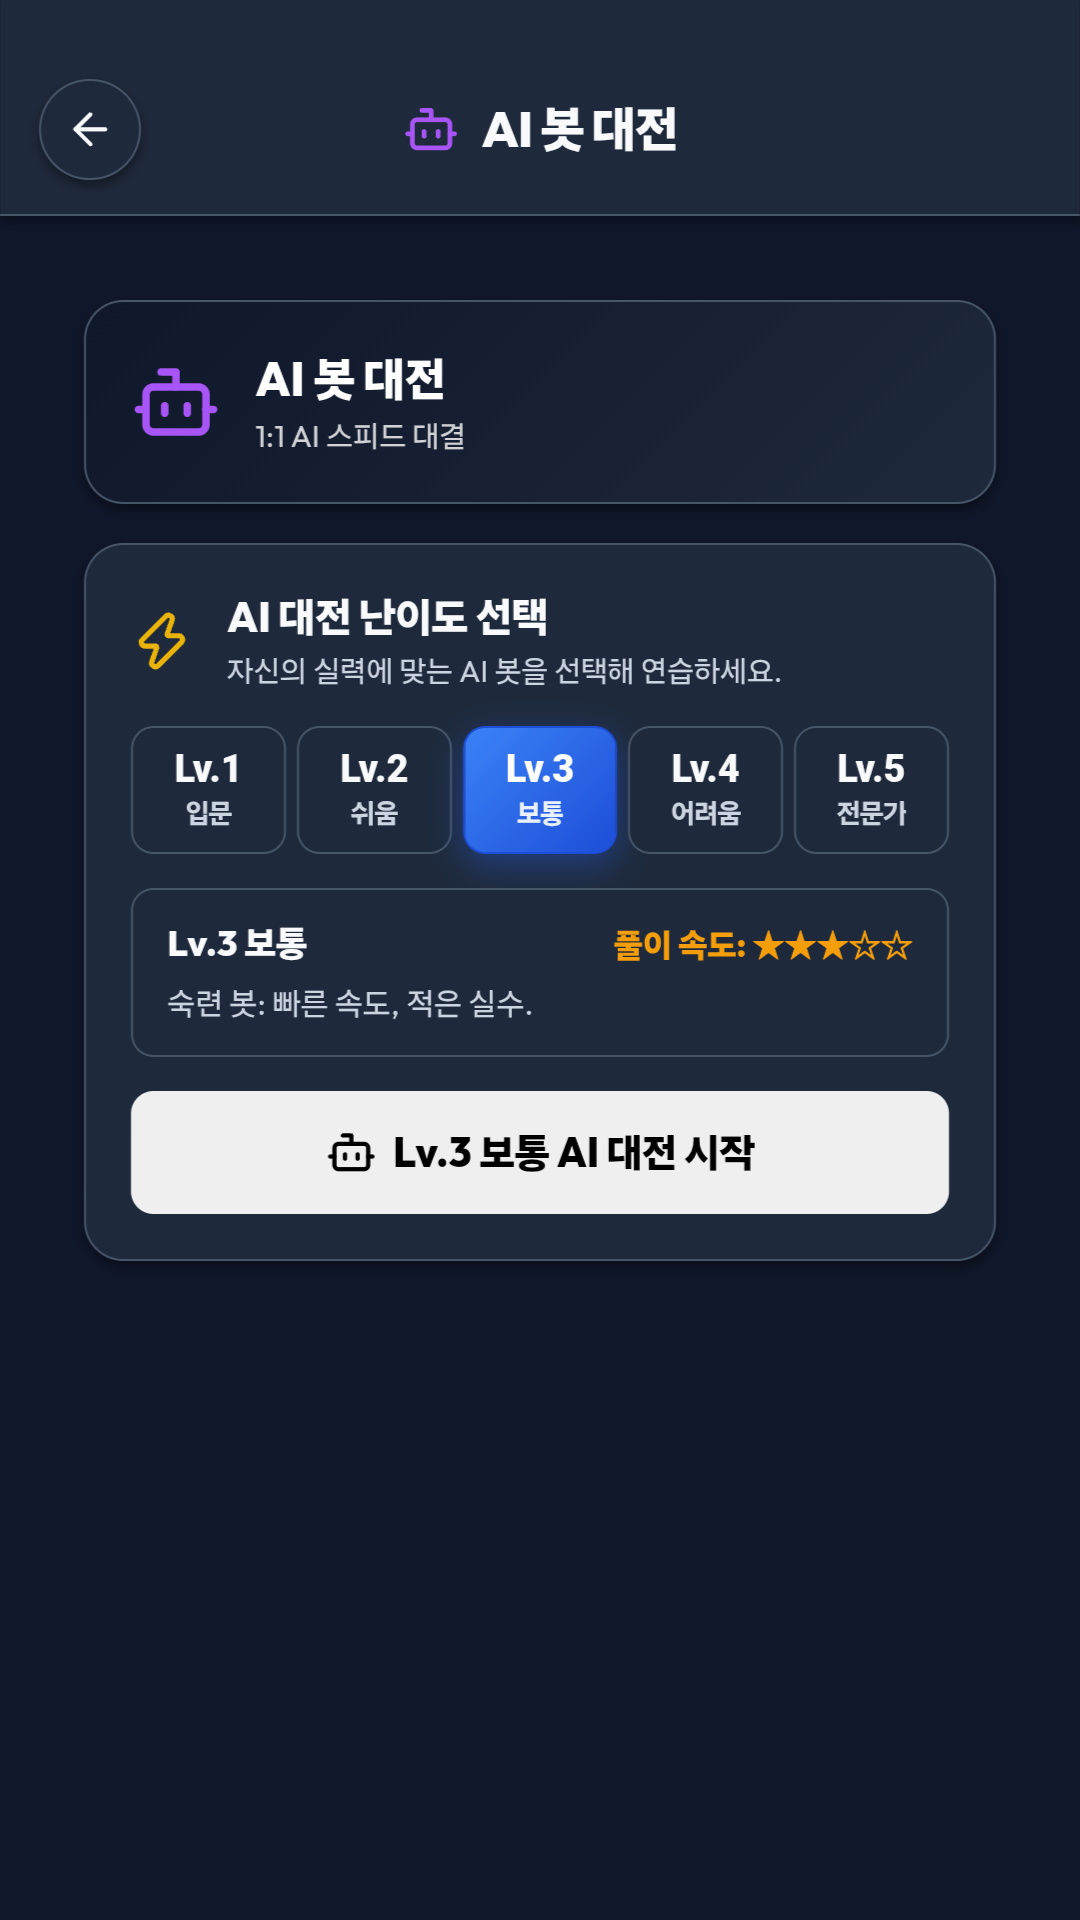 AI 봇 대전
AI 봇 대전
1:1 AI 스피드 대결
AI 대전 난이도 선택
자신의 실력에 맞는 AI 봇을 선택해 연습하세요.
Lv.1 Lv.2 Lv.3 Lv.4 Lv.5
입문 쉬움 보통 어려움 전문가
Lv.3 보통 풀이 속도: ★★★☆☆
숙련 봇: 빠른 속도, 적은 실수.
Lv.3 보통 AI 대전 시작